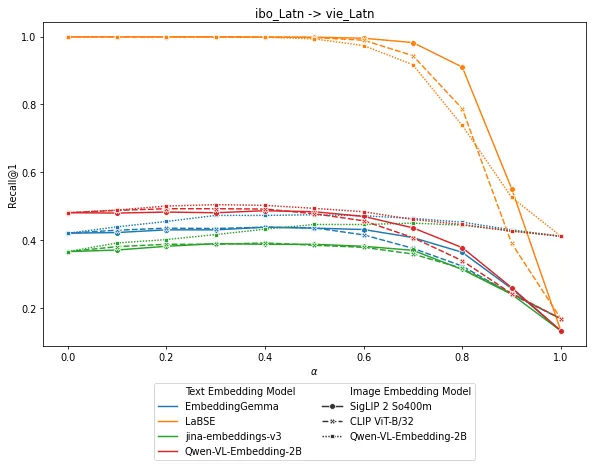 ibo_Latn -> vie_Latn
Recall@1
1.0
0.8
0.6
0.4
0.2
0.0 0.2 0.4 0.6 0.8 1.0
α
Text Embedding Model Image Embedding Model
EmbeddingGemma SigLIP 2 So400m
LaBSE CLIP ViT-B/32
jina-embeddings-v3 Qwen-VL-Embedding-2B
Qwen-VL-Embedding-2B